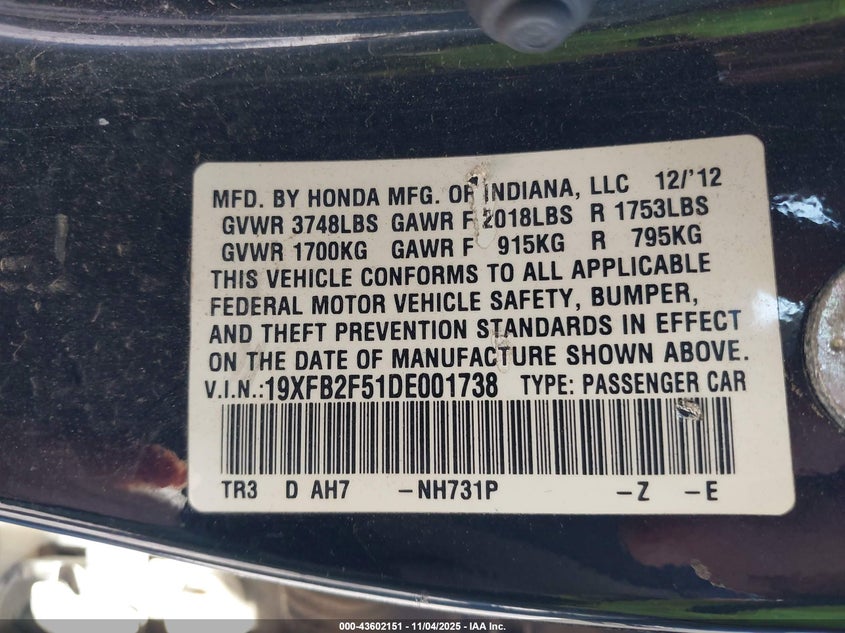 MFD. BY HONDA MFG. OF INDIANA, LLC 12/'12
GVWR 3748LBS GAWR F 2018LBS R 1753LBS
GVWR 1700KG GAWR F 915KG R 795KG
THIS VEHICLE CONFORMS TO ALL APPLICABLE
FEDERAL MOTOR VEHICLE SAFETY, BUMPER,
AND THEFT PREVENTION STANDARDS IN EFFECT
ON THE DATE OF MANUFACTURE SHOWN ABOVE.
V.I.N.:19XFB2F51DE001738 TYPE: PASSENGER CAR
TR3 D AH7 –NH731P –Z –E
000-43602151 - 11/04/2025 - IAA Inc.